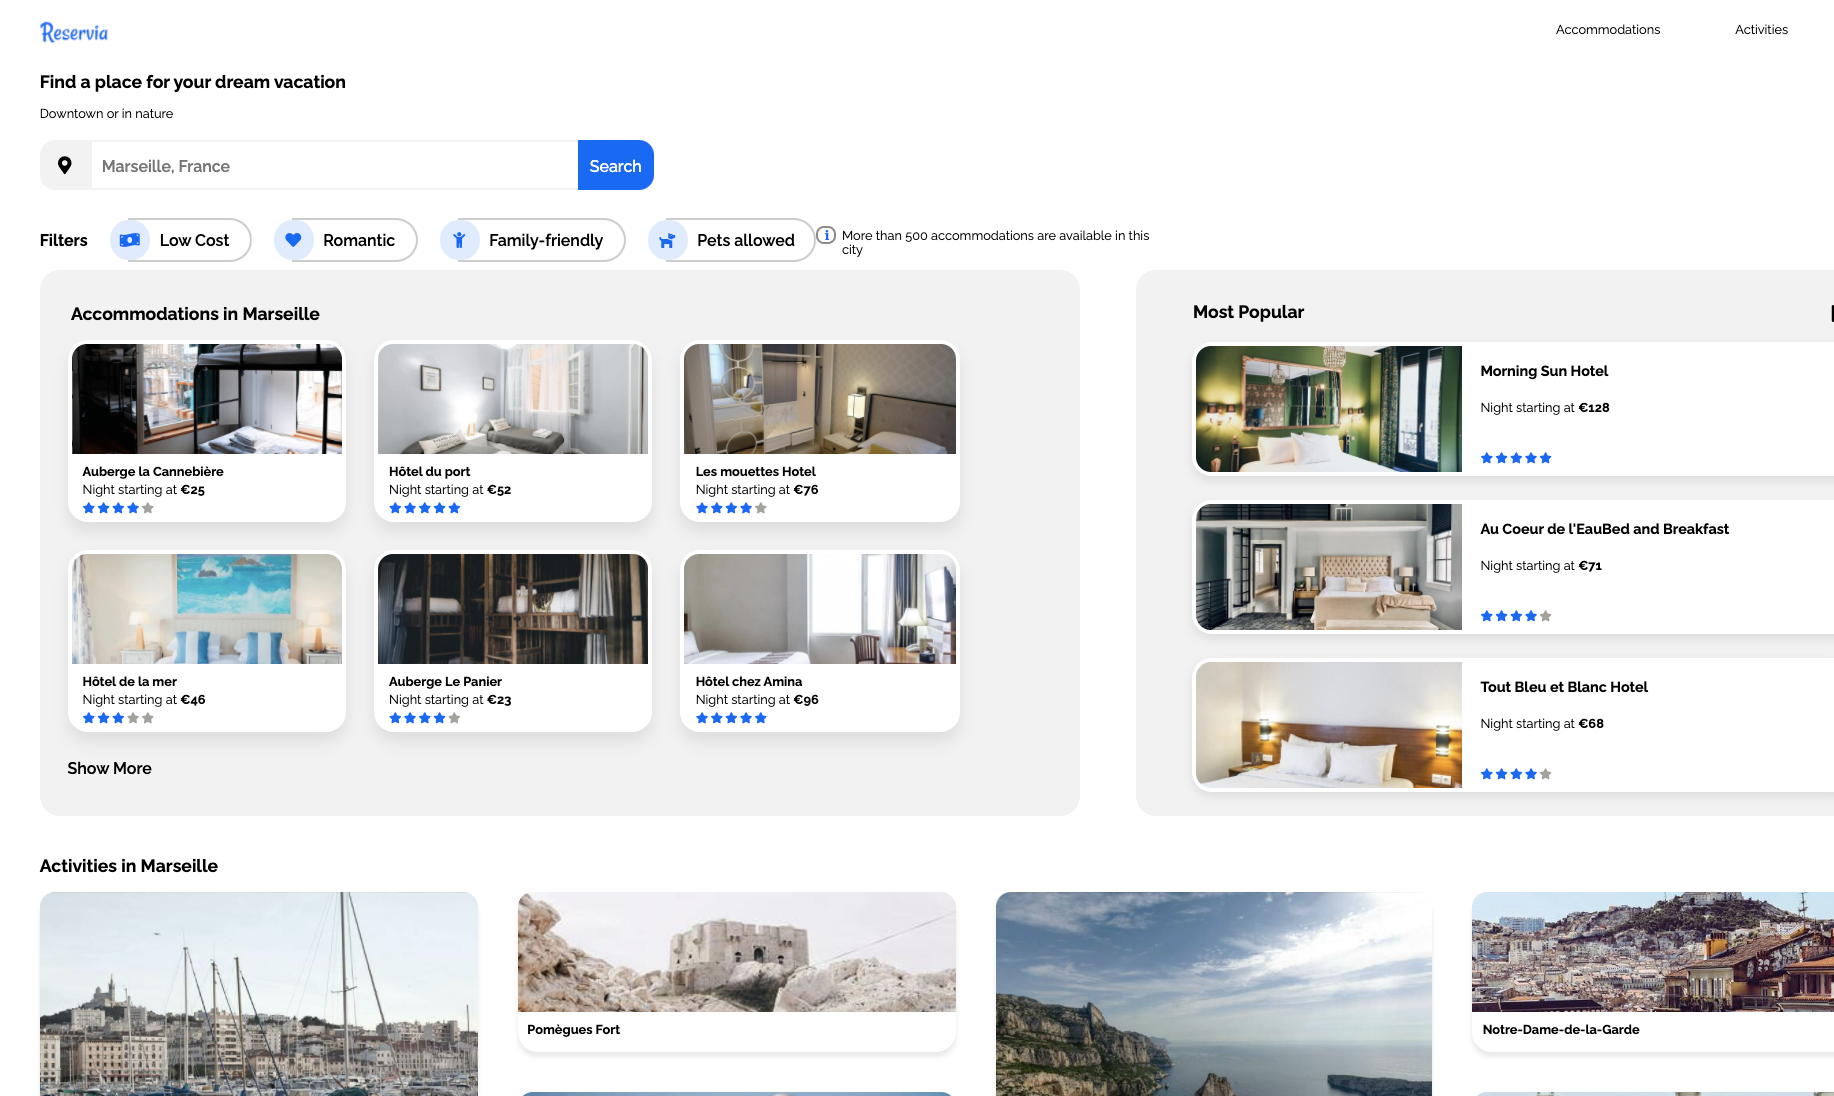 Reservia
Accommodations
Activities
Find a place for your dream vacation
Downtown or in nature
Marseille, France
Search
Filters
Low Cost
Romantic
Family-friendly
Pets allowed
More than 500 accommodations are available in this
city
Accommodations in Marseille
Auberge la Cannebière
Night starting at €25
Hôtel du port
Night starting at €52
Les mouettes Hotel
Night starting at €76
Hôtel de la mer
Night starting at €46
Auberge Le Panier
Night starting at €23
Hôtel chez Amina
Night starting at €96
Show More
Most Popular
Morning Sun Hotel
Night starting at €128
Au Coeur de l'EauBed and Breakfast
Night starting at €71
Tout Bleu et Blanc Hotel
Night starting at €68
Activities in Marseille
Pomègues Fort
Notre-Dame-de-la-Garde